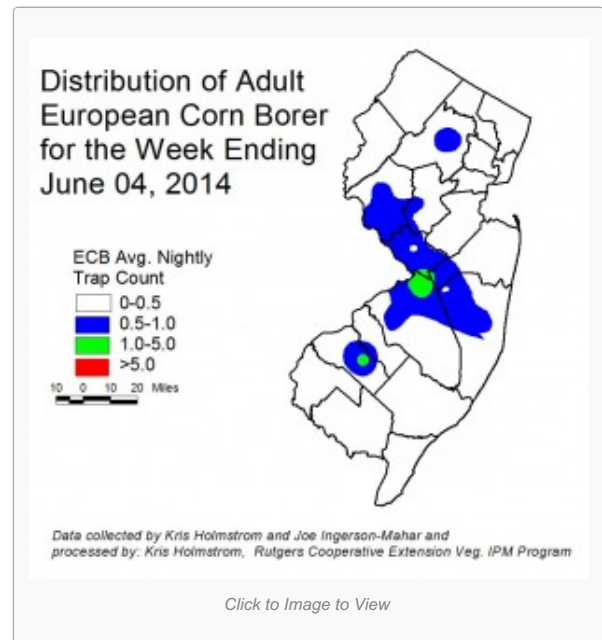 Distribution of Adult
European Corn Borer
for the Week Ending
June 04, 2014
ECB Avg. Nightly
Trap Count
0-0.5
0.5-1.0
1.0-5.0
>5.0
10 0 10 20 Miles
Data collected by Kris Holmstrom and Joe Ingerson-Mahar and
processed by: Kris Holmstrom, Rutgers Cooperative Extension Veg. IPM Program
Click to Image to View